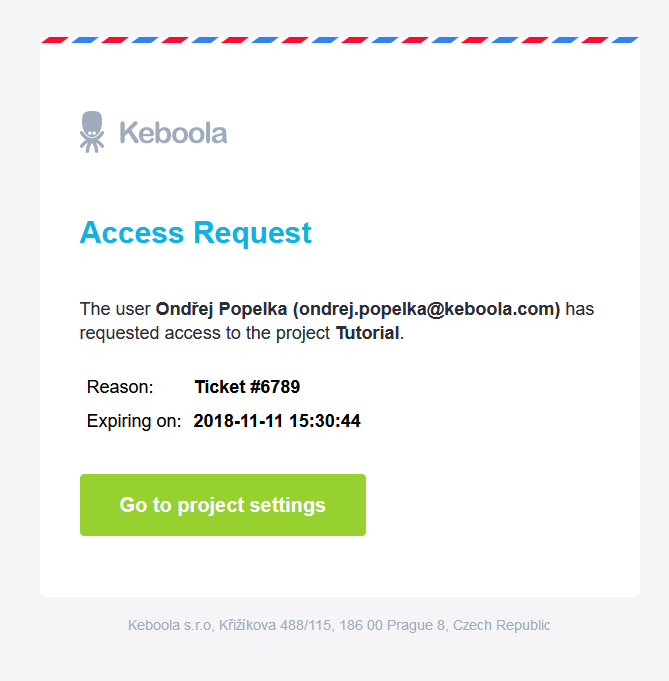 Keboola
Access Request
The user Ondřej Popelka (ondrej.popelka@keboola.com) has
requested access to the project Tutorial.
Reason: Ticket #6789
Expiring on: 2018-11-11 15:30:44
Go to project settings
Keboola s.r.o, Křižíkova 488/115, 186 00 Prague 8, Czech Republic